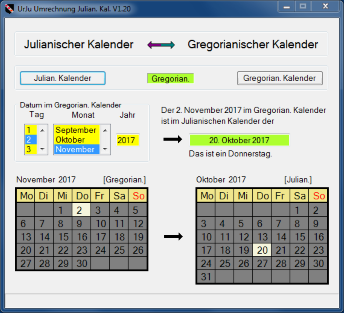 UrJu Umrechnung Julian. Kal. V1.20
Julianischer Kalender Gregorianischer Kalender
Julian. Kalender Gregorian. Gregorian. Kalender
Datum im Gregorian. Kalender
Tag Monat Jahr
1 September
2 Oktober 2017
3 November
Der 2. November 2017 im Gregorian. Kalender
ist im Julianischen Kalender der
20. Oktober 2017
Das ist ein Donnerstag.
November 2017 [Gregorian.]
Mo Di Mi Do Fr Sa So
1 2 3 4 5
6 7 8 9 10 11 12
13 14 15 16 17 18 19
20 21 22 23 24 25 26
27 28 29 30
Oktober 2017 [Julian.]
Mo Di Mi Do Fr Sa So
1 2
3 4 5 6 7 8 9
10 11 12 13 14 15 16
17 18 19 20 21 22 23
24 25 26 27 28 29 30
31